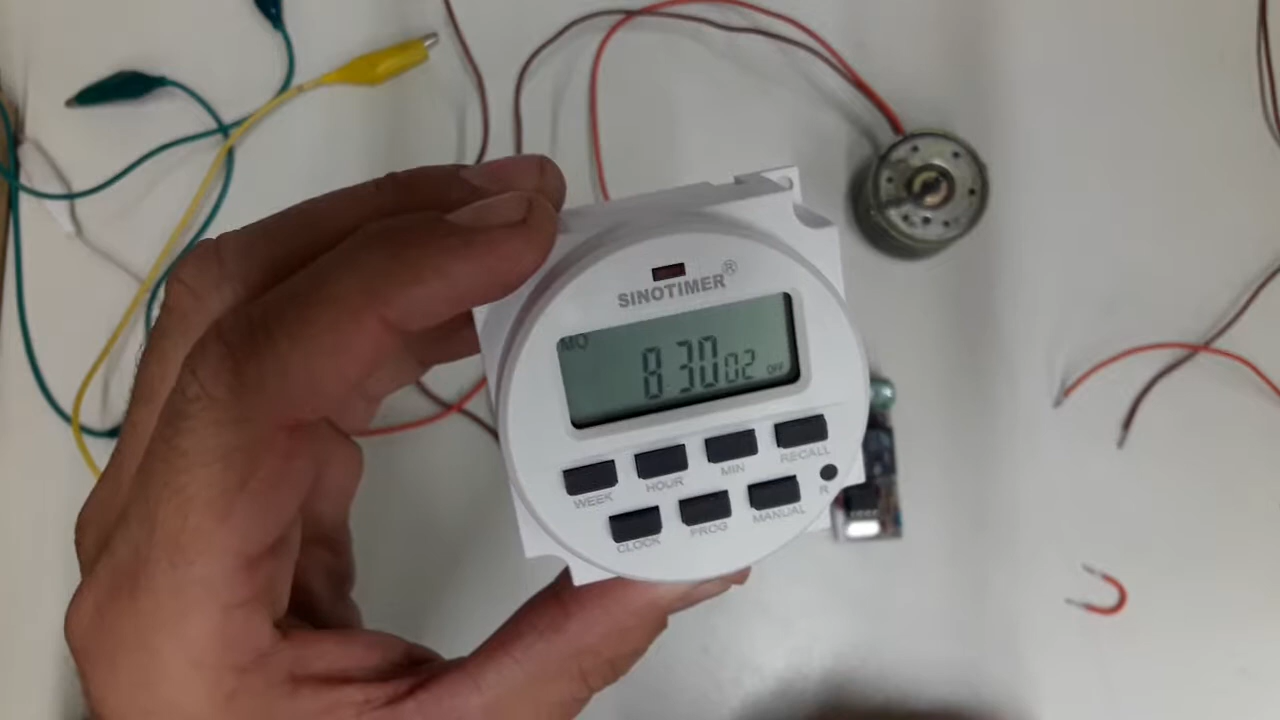 SINOTIMER®
MO
8:30 02 OFF
WEEK HOUR MIN RECALL
R
CLOCK PROG MANUAL